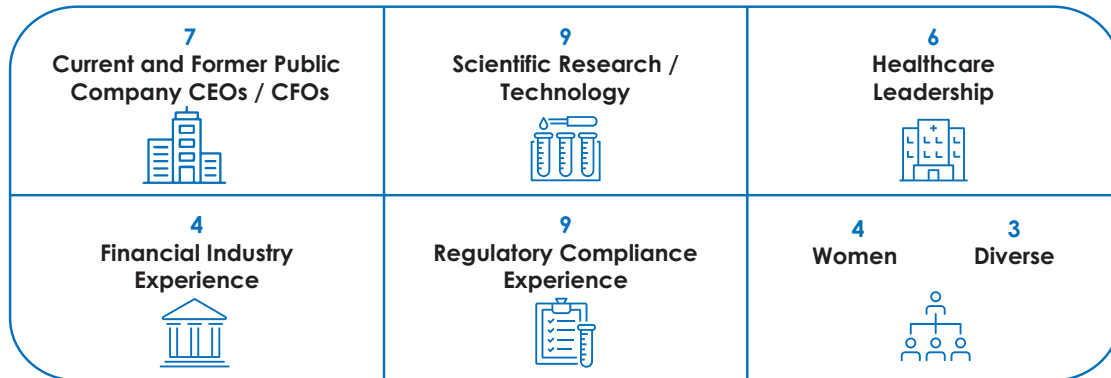 7
Current and Former Public
Company CEOs / CFOs
9
Scientific Research /
Technology
6
Healthcare
Leadership
4
Financial Industry
Experience
9
Regulatory Compliance
Experience
4
Women
3
Diverse